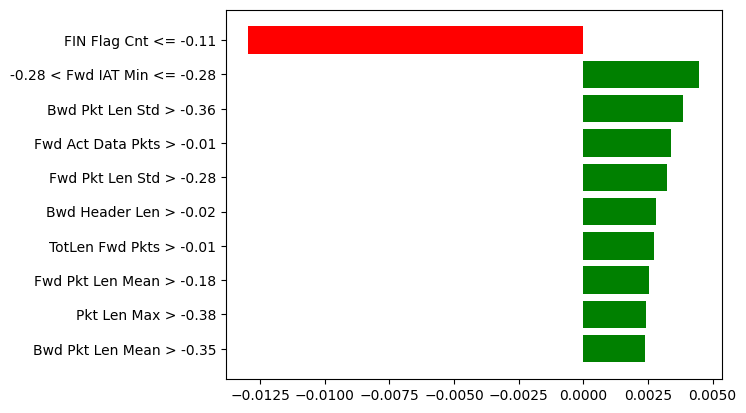 FIN Flag Cnt <= -0.11
-0.28 < Fwd IAT Min <= -0.28
Bwd Pkt Len Std > -0.36
Fwd Act Data Pkts > -0.01
Fwd Pkt Len Std > -0.28
Bwd Header Len > -0.02
TotLen Fwd Pkts > -0.01
Fwd Pkt Len Mean > -0.18
Pkt Len Max > -0.38
Bwd Pkt Len Mean > -0.35
−0.0125 −0.0100 −0.0075 −0.0050 −0.0025 0.0000 0.0025 0.0050